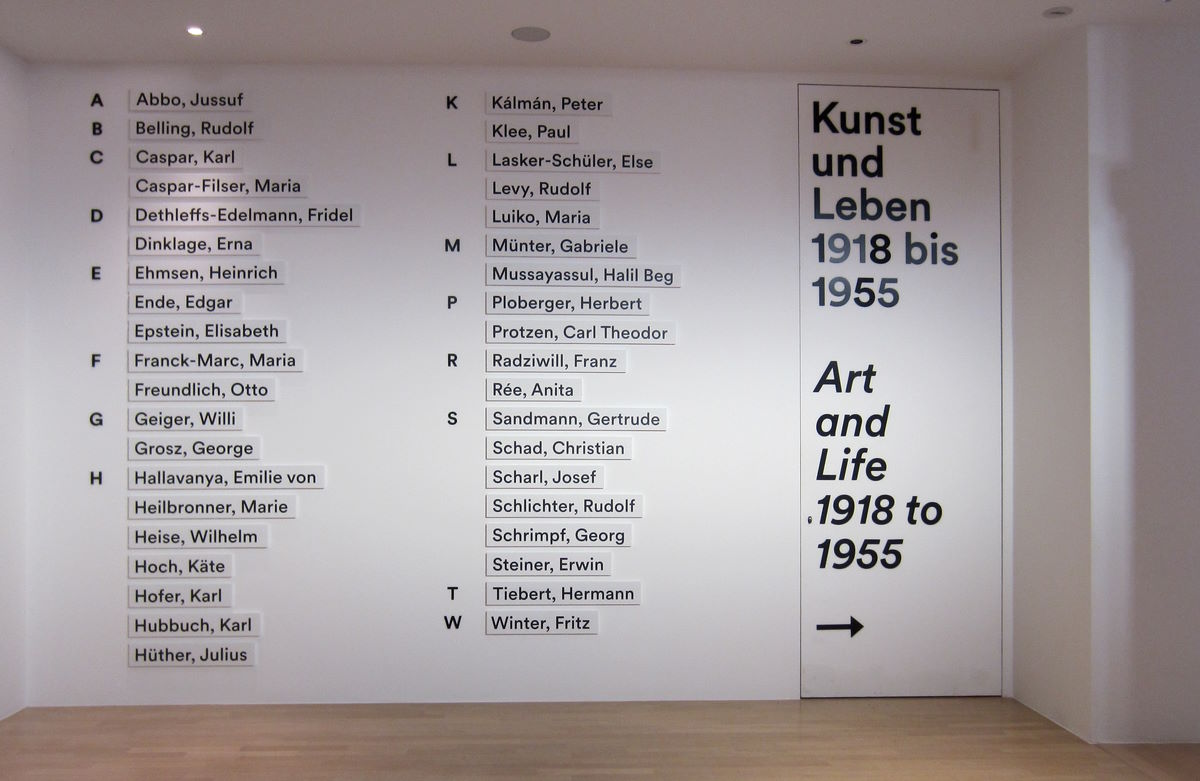 A Abbo, Jussuf
B Belling, Rudolf
C Caspar, Karl
Caspar-Filser, Maria
D Dethleffs-Edelmann, Fridel
Dinklage, Erna
E Ehmsen, Heinrich
Ende, Edgar
Epstein, Elisabeth
F Franck-Marc, Maria
Freundlich, Otto
G Geiger, Willi
Grosz, George
H Hallavanya, Emilie von
Heilbronner, Marie
Heise, Wilhelm
Hoch, Käte
Hofer, Karl
Hubbuch, Karl
Hüther, Julius
K Kálmán, Peter
Klee, Paul
L Lasker-Schüler, Else
Levy, Rudolf
Luiko, Maria
M Münter, Gabriele
Mussayassul, Halil Beg
P Ploberger, Herbert
Protzen, Carl Theodor
R Radziwill, Franz
Rée, Anita
S Sandmann, Gertrude
Schad, Christian
Scharl, Josef
Schlichter, Rudolf
Schrimpf, Georg
Steiner, Erwin
T Tiebert, Hermann
W Winter, Fritz
Kunst
und
Leben
1918 bis
1955
Art
and
Life
1918 to
1955